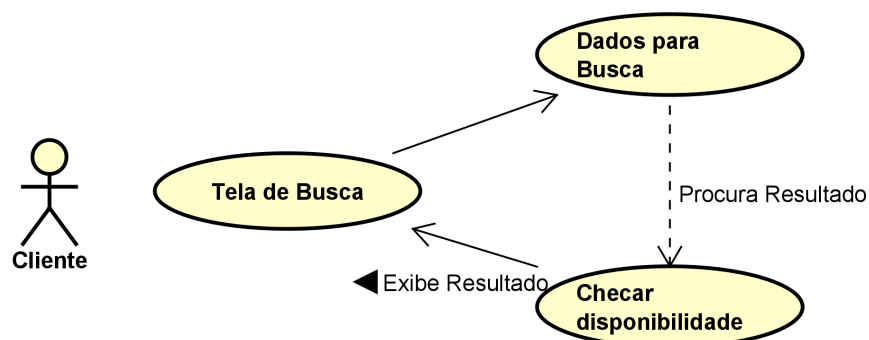 Dados para
Busca
Tela de Busca
Procura Resultado
Cliente
Exibe Resultado
Checar
disponibilidade